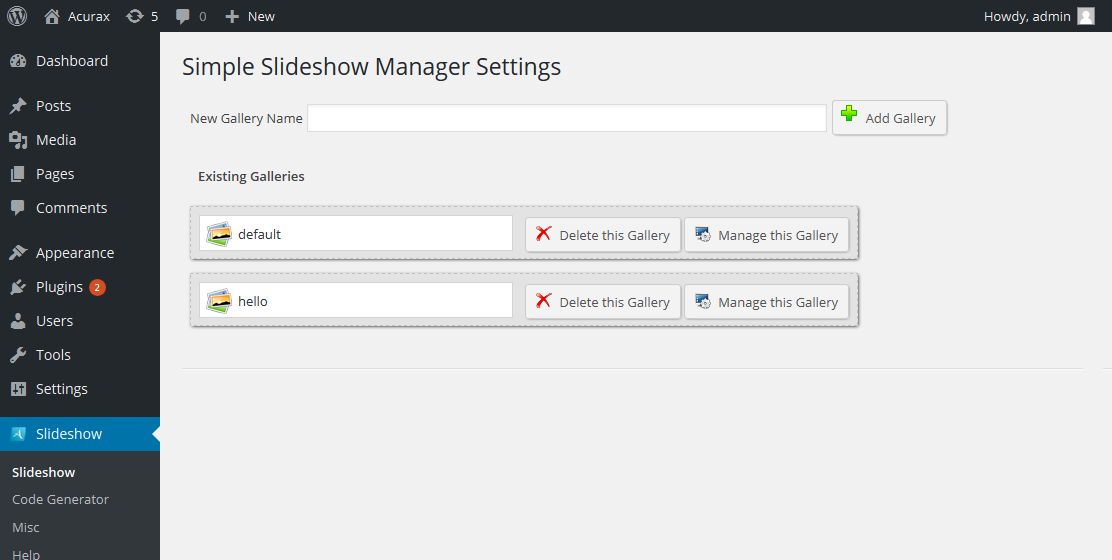 Acurax 5 0 New Howdy, admin
Dashboard
Posts
Media
Pages
Comments
Appearance
Plugins 2
Users
Tools
Settings
Slideshow
Slideshow
Code Generator
Misc
Help
Simple Slideshow Manager Settings
New Gallery Name Add Gallery
Existing Galleries
default Delete this Gallery Manage this Gallery
hello Delete this Gallery Manage this Gallery